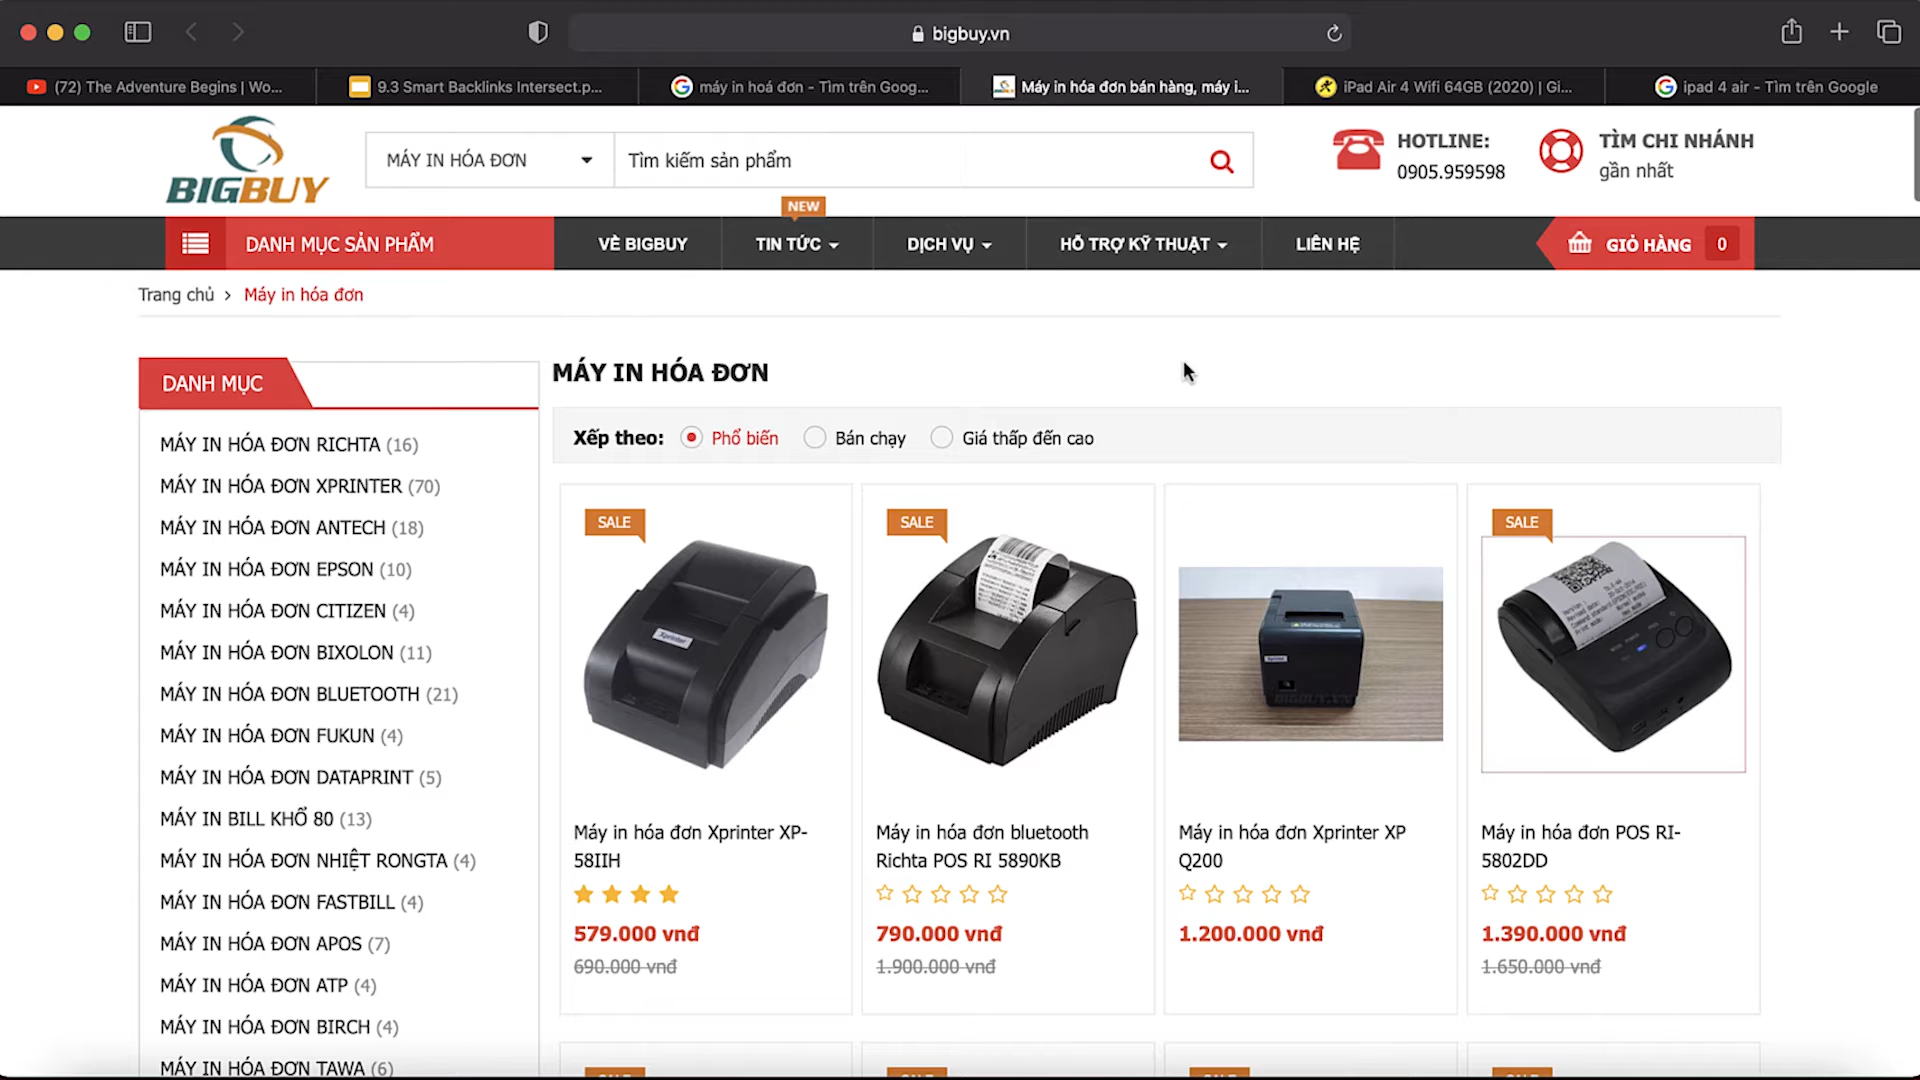 bigbuy.vn
(72) The Adventure Begins | Wo...
9.3 Smart Backlinks Intersect.p...
máy in hoá đơn - Tìm trên Goog...
Máy in hóa đơn bán hàng, máy i...
iPad Air 4 Wifi 64GB (2020) | Gi...
ipad 4 air - Tìm trên Google
BIGBUY
MÁY IN HÓA ĐƠN
Tìm kiếm sản phẩm
HOTLINE:
0905.959598
TÌM CHI NHÁNH
gần nhất
NEW
DANH MỤC SẢN PHẨM
VỀ BIGBUY
TIN TỨC
DỊCH VỤ
HỖ TRỢ KỸ THUẬT
LIÊN HỆ
GIỎ HÀNG 0
Trang chủ > Máy in hóa đơn
DANH MỤC
MÁY IN HÓA ĐƠN RICHTA (16)
MÁY IN HÓA ĐƠN XPRINTER (70)
MÁY IN HÓA ĐƠN ANTECH (18)
MÁY IN HÓA ĐƠN EPSON (10)
MÁY IN HÓA ĐƠN CITIZEN (4)
MÁY IN HÓA ĐƠN BIXOLON (11)
MÁY IN HÓA ĐƠN BLUETOOTH (21)
MÁY IN HÓA ĐƠN FUKUN (4)
MÁY IN HÓA ĐƠN DATAPRINT (5)
MÁY IN BILL KHỔ 80 (13)
MÁY IN HÓA ĐƠN NHIỆT RONGTA (4)
MÁY IN HÓA ĐƠN FASTBILL (4)
MÁY IN HÓA ĐƠN APOS (7)
MÁY IN HÓA ĐƠN ATP (4)
MÁY IN HÓA ĐƠN BIRCH (4)
MÁY IN HÓA ĐƠN TAWA (6)
MÁY IN HÓA ĐƠN
Xếp theo: Phổ biến Bán chạy Giá thấp đến cao
SALE
Xprinter
Máy in hóa đơn Xprinter XP-
58IIH
579.000 vnđ
690.000 vnđ
SALE
Máy in hóa đơn bluetooth
Richta POS RI 5890KB
790.000 vnđ
1.900.000 vnđ
BIGBUY.VN
Máy in hóa đơn Xprinter XP
Q200
1.200.000 vnđ
SALE
Máy in hóa đơn POS RI-
5802DD
1.390.000 vnđ
1.650.000 vnđ
SALE
SALE
SALE
SALE